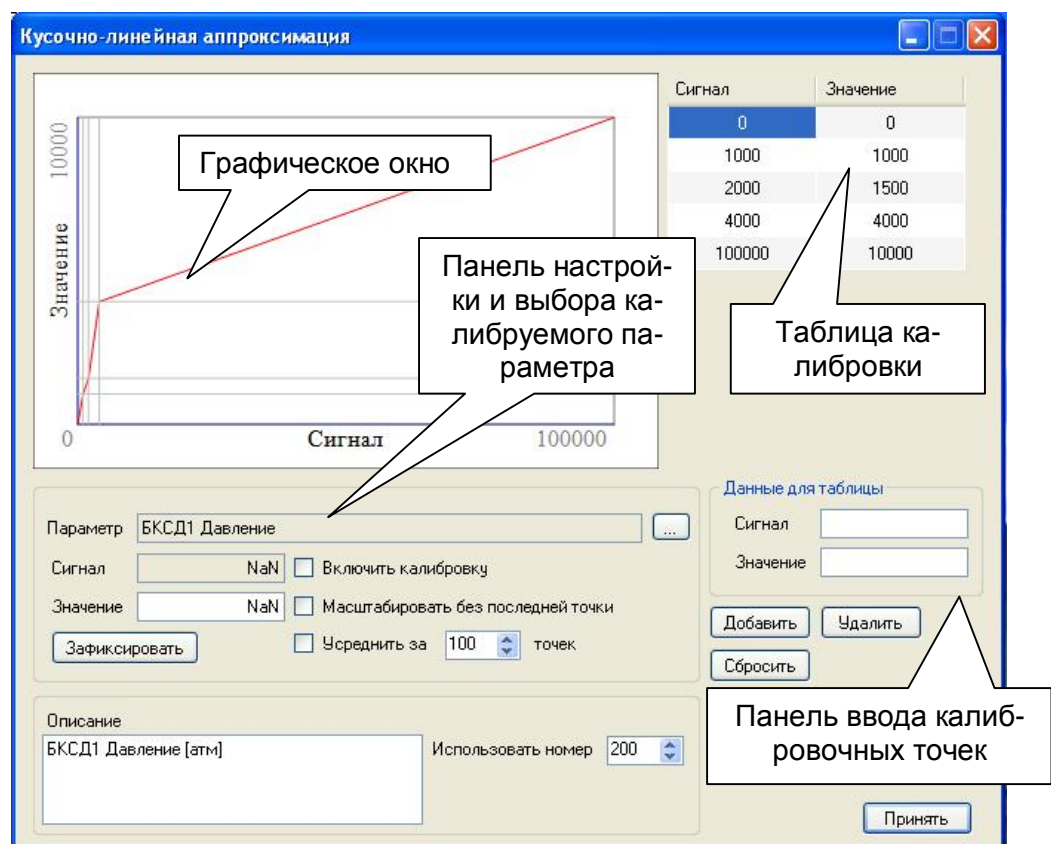 Кусочно-линейная аппроксимация
10000
Значение
0
Сигнал
100000
Графическое окно
Сигнал Значение
0 0
1000 1000
2000 1500
4000 4000
100000 10000
Панель настрой-
ки и выбора ка-
либруемого па-
раметра
Таблица ка-
либровки
Параметр БКСД1 Давление ...
Сигнал NaN Включить калибровку
Значение NaN Масштабировать без последней точки
Зафиксировать Усреднить за 100 точек
Данные для таблицы
Сигнал
Значение
Добавить Удалить
Сбросить
Панель ввода калиб-
ровочных точек
Описание
БКСД1 Давление [атм] Использовать номер 200
Принять